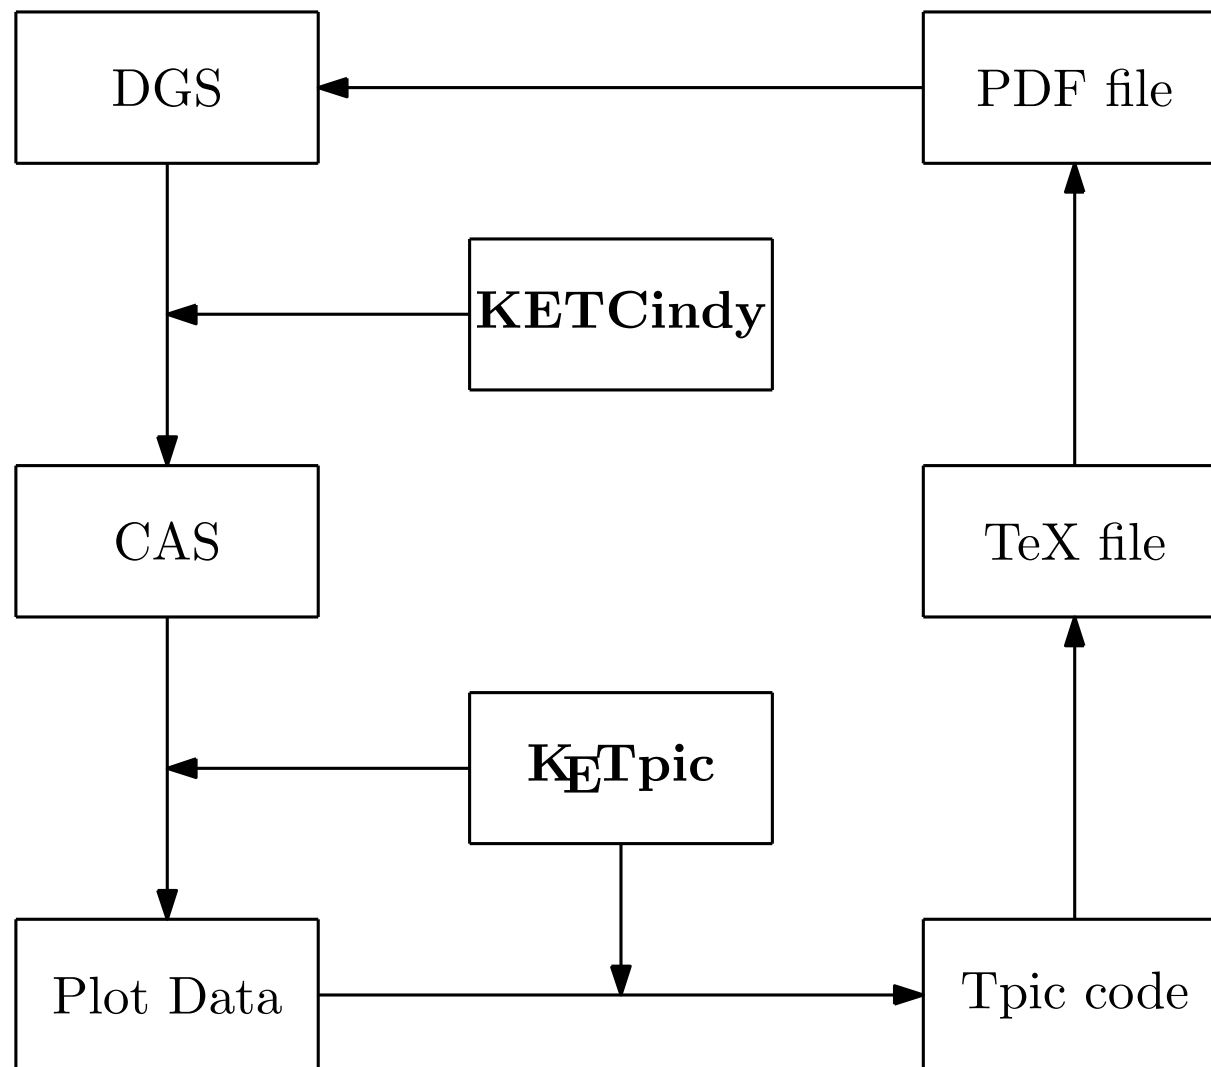 DGS
PDF file
KETCindy
CAS
TeX file
KETpic
Plot Data
Tpic code